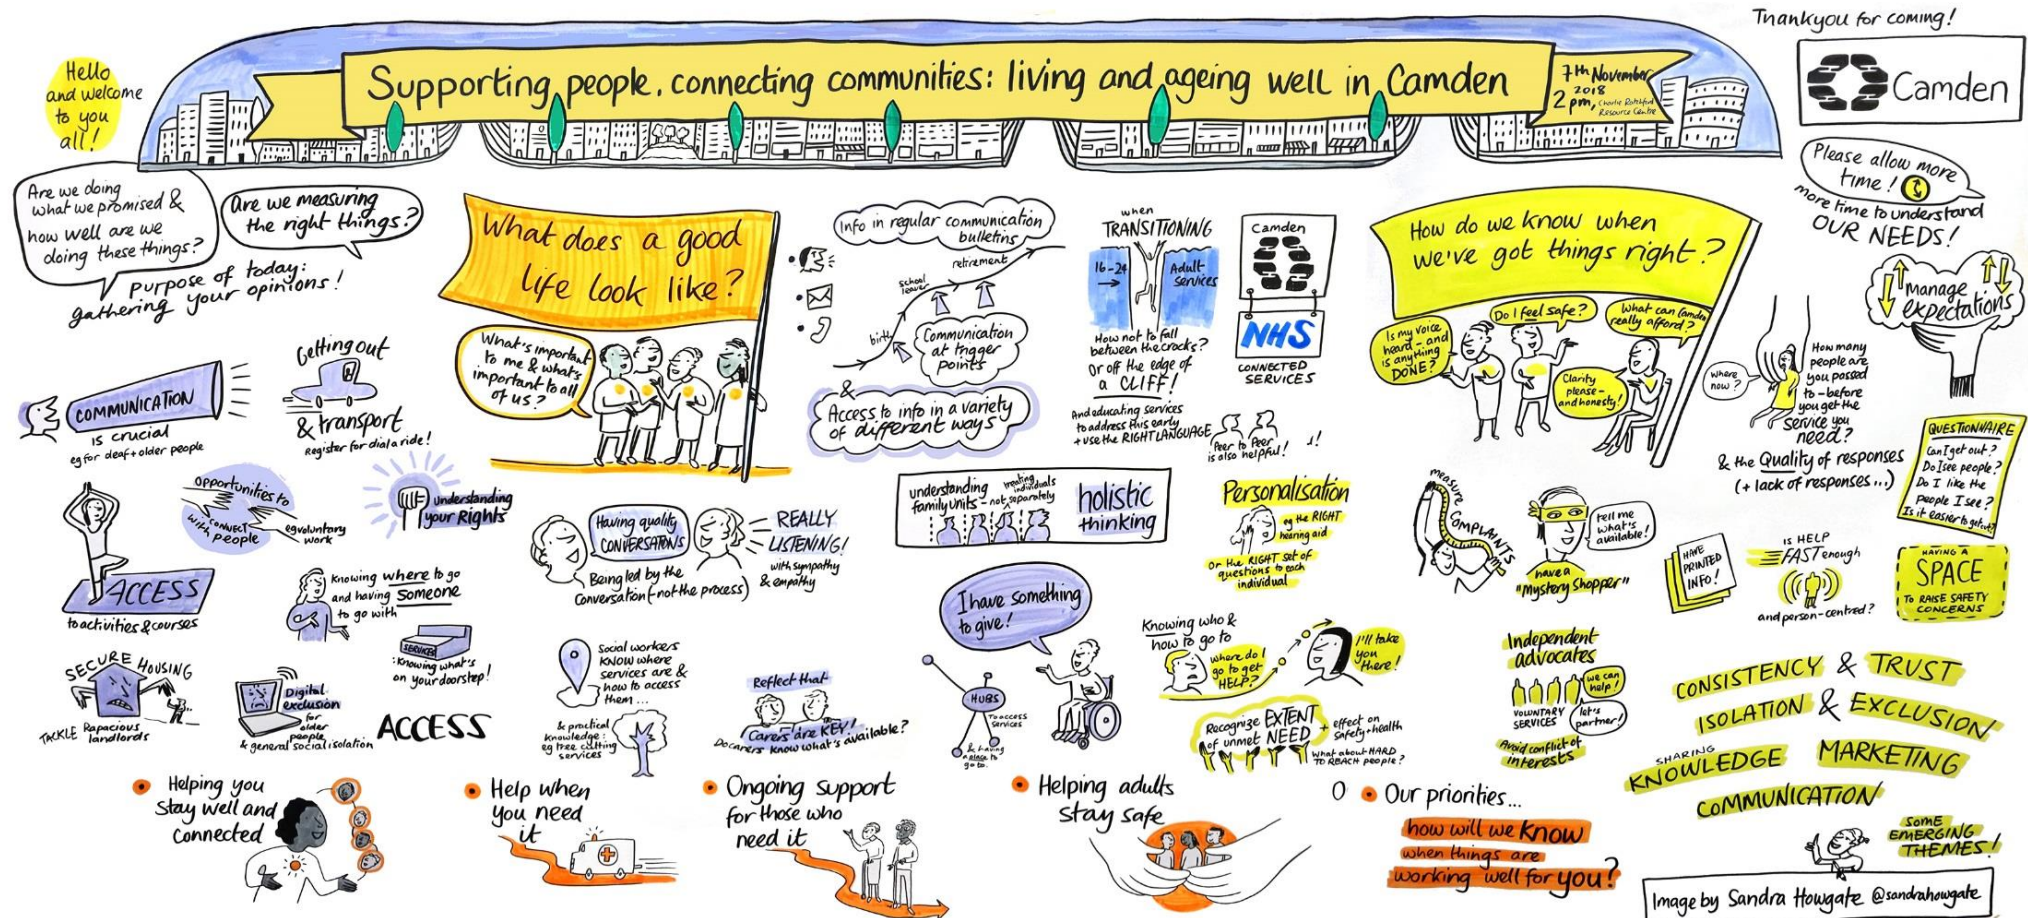 Thankyou for coming!
Camden
Hello
and welcome
to you
all!
Supporting people, connecting communities: living and ageing well in Camden
7th November
2018
2pm, Charlie Ratchford
Resource Centre
Please allow more
time!
more time to understand
OUR NEEDS!
manage
expectations
Are we doing
what we promised &
how well are we
doing these things?
Are we measuring
the right things?
purpose of today:
gathering your opinions!
What does a good
life look like?
What's important
to me & what's
important to all
of us?
Info in regular communication
bulletins
retirement
school
leaver
birth
Communication
at trigger
points
&
Access to info in a variety
of different ways
when
TRANSITIONING
16-24
Adult
Services
How not to fall
between the cracks?
Or off the edge of
a CLIFF!
And educating services
to address this early
+ use the RIGHT LANGUAGE
Peer to Peer
is also helpful!
!
Camden
NHS
CONNECTED
SERVICES
How do we know when
we've got things right?
Is my voice
heard - and
is anything
DONE?
Do I feel safe?
What can Camden
really afford?
Clarity
please -
and honesty!
where
now?
How many
people are
you passed
to - before
you get the
service you
need?
& the Quality of responses
(+ lack of responses...)
QUESTIONNAIRE
Can I get out?
Do I see people?
Do I like the
people I see?
Is it easier to get out?
COMMUNICATION
is crucial
eg for deaf + older people
Getting out
& transport
Register for dial a ride!
Opportunities to
CONNECT
with people
eg voluntary
work
understanding
your Rights
ACCESS
to activities & courses
Knowing where to go
and having someone
to go with
SERVICES
: Knowing what's
on your doorstep!
Having quality
CONVERSATIONS
REALLY
LISTENING!
with sympathy
& empathy
Being led by the
Conversation (- not the process)
understanding
family units - not
treating
individuals
separately
holistic
thinking
Personalisation
eg the RIGHT
hearing aid
Or the RIGHT set of
questions to each
individual
measure
COMPLAINTS
tell me
what's
available!
have a
"Mystery Shopper"
HAVE
PRINTED
INFO!
is HELP
FAST enough
and person-centred?
HAVING A
SPACE
TO RAISE SAFETY
CONCERNS
SECURE HOUSING
TACKLE Rapacious
landlords
Digital
exclusion
for
older
people
& general social isolation
ACCESS
Social workers
KNOW where
services are &
how to access
them...
& practical
knowledge:
eg tree cutting
services
Reflect that
Carers are KEY!
Do carers know what's available?
I have something
to give!
HUBS
To access
services
& having
a place to
go to.
Knowing who &
how to go to
where do I
go to get
HELP?
I'll take
you
there!
Recognize EXTENT
of unmet NEED
+ effect on
safety + health
What about HARD
TO REACH people?
Independent
advocates
we can
help!
VOLUNTARY
SERVICES
let's
partner!
Avoid conflict of
interests
CONSISTENCY & TRUST
ISOLATION & EXCLUSION
SHARING
KNOWLEDGE MARKETING
COMMUNICATION
SOME
EMERGING
THEMES!
Helping you
stay well and
connected
Help when
you need
it
Ongoing support
for those who
need it
Helping adults
stay safe
Our priorities...
how will we know
when things are
working well for you?
Image by Sandra Howgate @sandrahowgate